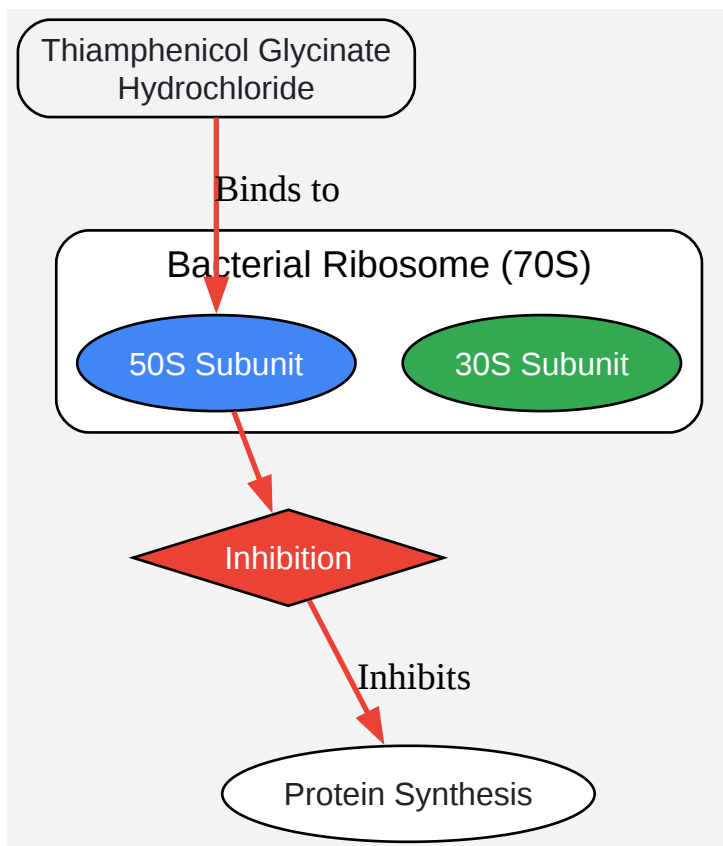 Thiamphenicol Glycinate
Hydrochloride
Binds to
Bacterial Ribosome (70S)
50S Subunit
30S Subunit
Inhibition
Inhibits
Protein Synthesis